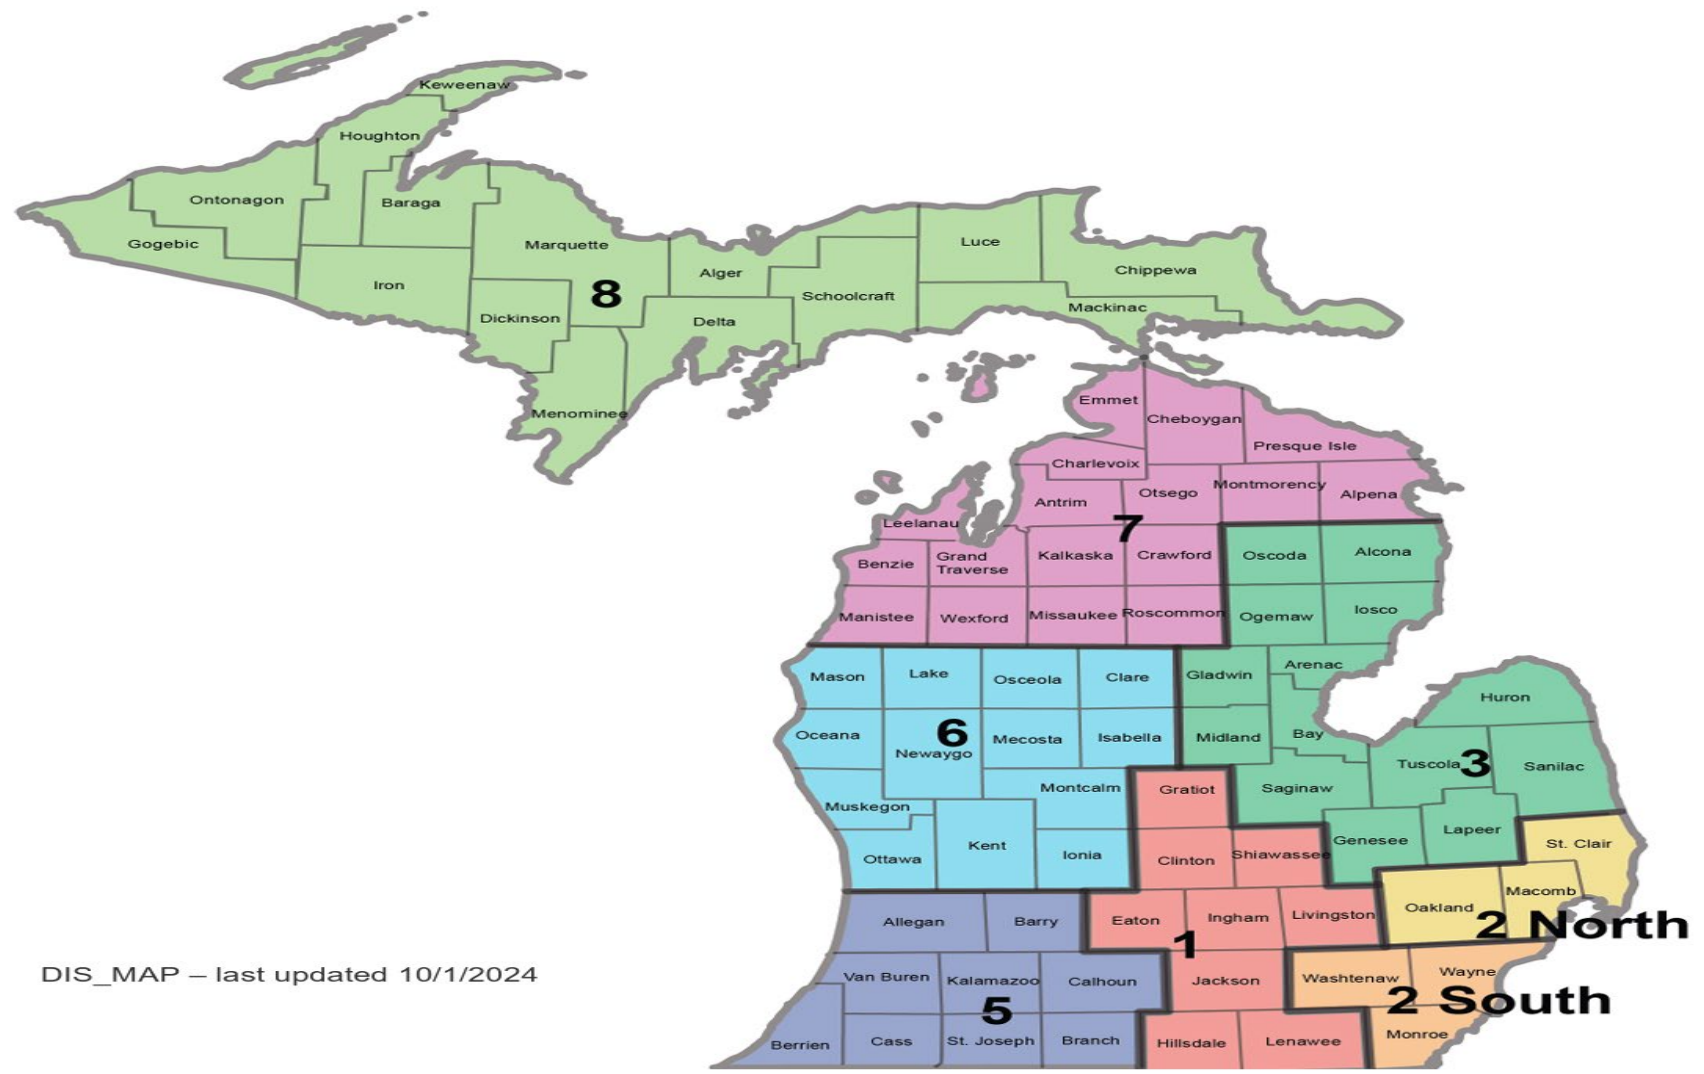 Keweenaw
Houghton
Ontonagon
Baraga
Gogebic
Marquette
Luce
Iron
8
Alger
Chippewa
Schoolcraft
Dickinson
Delta
Mackinac
Menominee
Emmet
Cheboygan
Presque Isle
Charlevoix
Antrim
Otsego
Montmorency
Alpena
7
Leelanau
Benzie
Grand
Traverse
Kalkaska
Crawford
Oscoda
Alcona
Manistee
Wexford
Missaukee
Roscommon
Ogemaw
Iosco
Mason
Lake
Osceola
Clare
Gladwin
Arenac
Huron
Oceana
6
Newaygo
Mecosta
Isabella
Midland
Bay
Tuscola
3
Sanilac
Muskegon
Montcalm
Gratiot
Saginaw
Ottawa
Kent
Ionia
Clinton
Shiawassee
Genesee
Lapeer
St. Clair
Allegan
Barry
Eaton
Ingham
Livingston
Oakland
Macomb
2 North
1
DIS_MAP – last updated 10/1/2024
Van Buren
Kalamazoo
Calhoun
Jackson
Washtenaw
Wayne
2 South
5
Berrien
Cass
St. Joseph
Branch
Hillsdale
Lenawee
Monroe